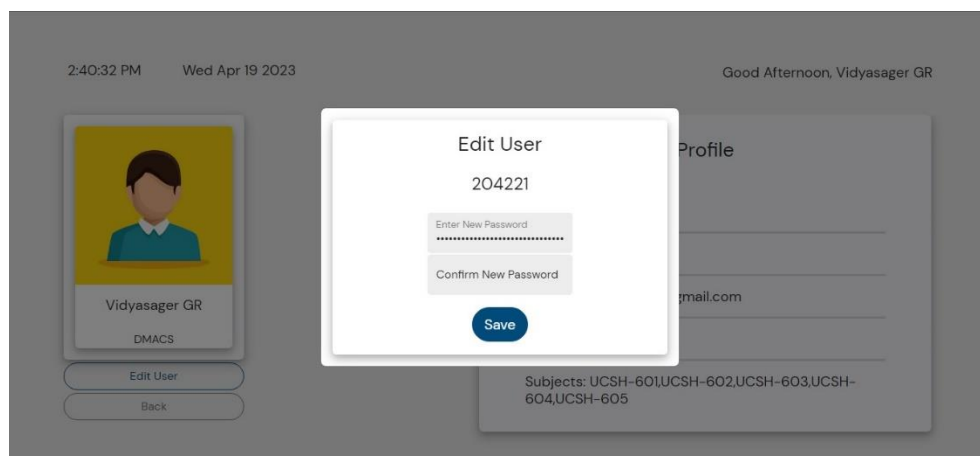 2:40:32 PM Wed Apr 19 2023
Good Afternoon, Vidyasager GR
Vidyasager GR
DMACS
Edit User
Back
Edit User
204221
Enter New Password
••••••••••••••••••••••••••••••••
Confirm New Password
Save
Profile
gmail.com
Subjects: UCSH-601,UCSH-602,UCSH-603,UCSH-
604,UCSH-605